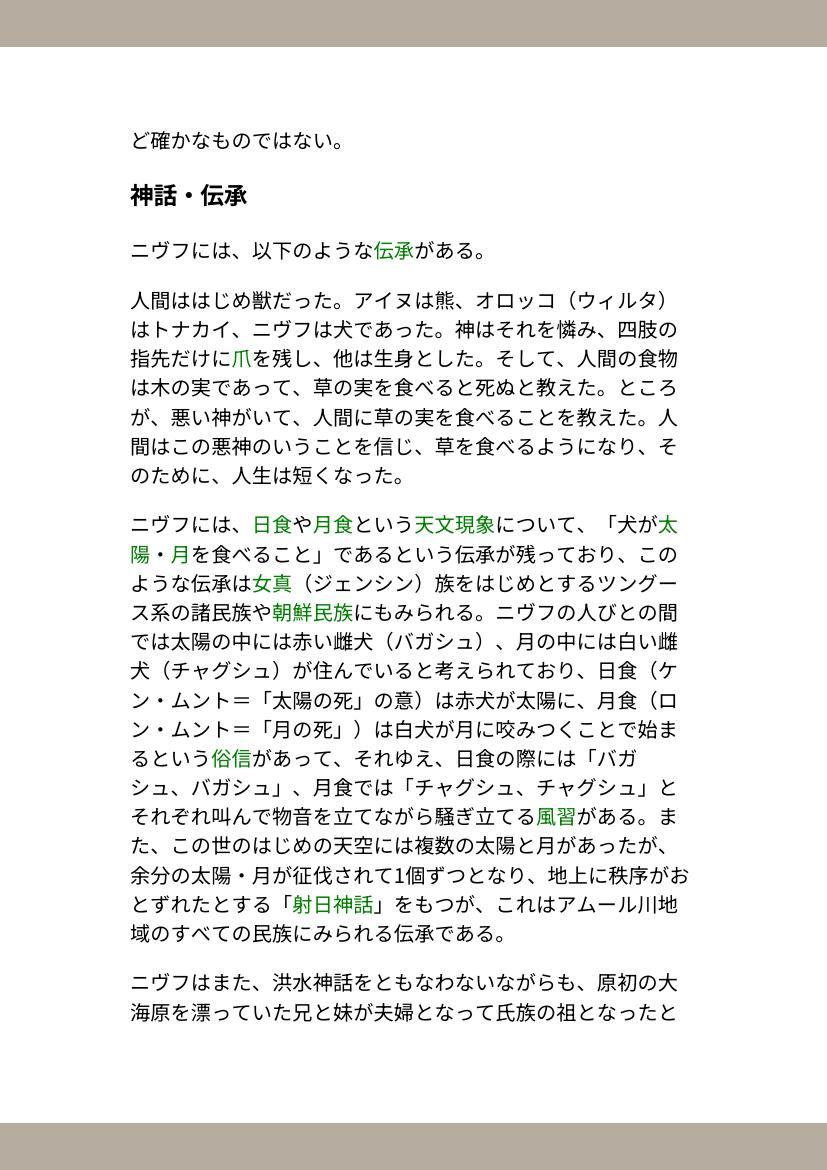 ど確かなものではない。
神話・伝承
ニヴフには、以下のような伝承がある。
人間ははじめ獣だった。アイヌは熊、オロッコ（ウィルタ）
はトナカイ、ニヴフは犬であった。神はそれを憐み、四肢の
指先だけに爪を残し、他は生身とした。そして、人間の食物
は木の実であって、草の実を食べると死ぬと教えた。ところ
が、悪い神がいて、人間に草の実を食べることを教えた。人
間はこの悪神のいうことを信じ、草を食べるようになり、そ
のために、人生は短くなった。
ニヴフには、日食や月食という天文現象について、「犬が太
陽・月を食べること」であるという伝承が残っており、この
ような伝承は女真（ジェンシン）族をはじめとするツングー
ス系の諸民族や朝鮮民族にもみられる。ニヴフの人びとの間
では太陽の中には赤い雌犬（バガシュ）、月の中には白い雌
犬（チャグシュ）が住んでいると考えられており、日食（ケ
ン・ムント＝「太陽の死」の意）は赤犬が太陽に、月食（ロ
ン・ムント＝「月の死」）は白犬が月に咬みつくことで始ま
るという俗信があって、それゆえ、日食の際には「バガ
シュ、バガシュ」、月食では「チャグシュ、チャグシュ」と
それぞれ叫んで物音を立てながら騒ぎ立てる風習がある。ま
た、この世のはじめの天空には複数の太陽と月があったが、
余分の太陽・月が征伐されて1個ずつとなり、地上に秩序がお
とずれたとする「射日神話」をもつが、これはアムール川地
域のすべての民族にみられる伝承である。
ニヴフはまた、洪水神話をともなわないながらも、原初の大
海原を漂っていた兄と妹が夫婦となって氏族の祖となったと